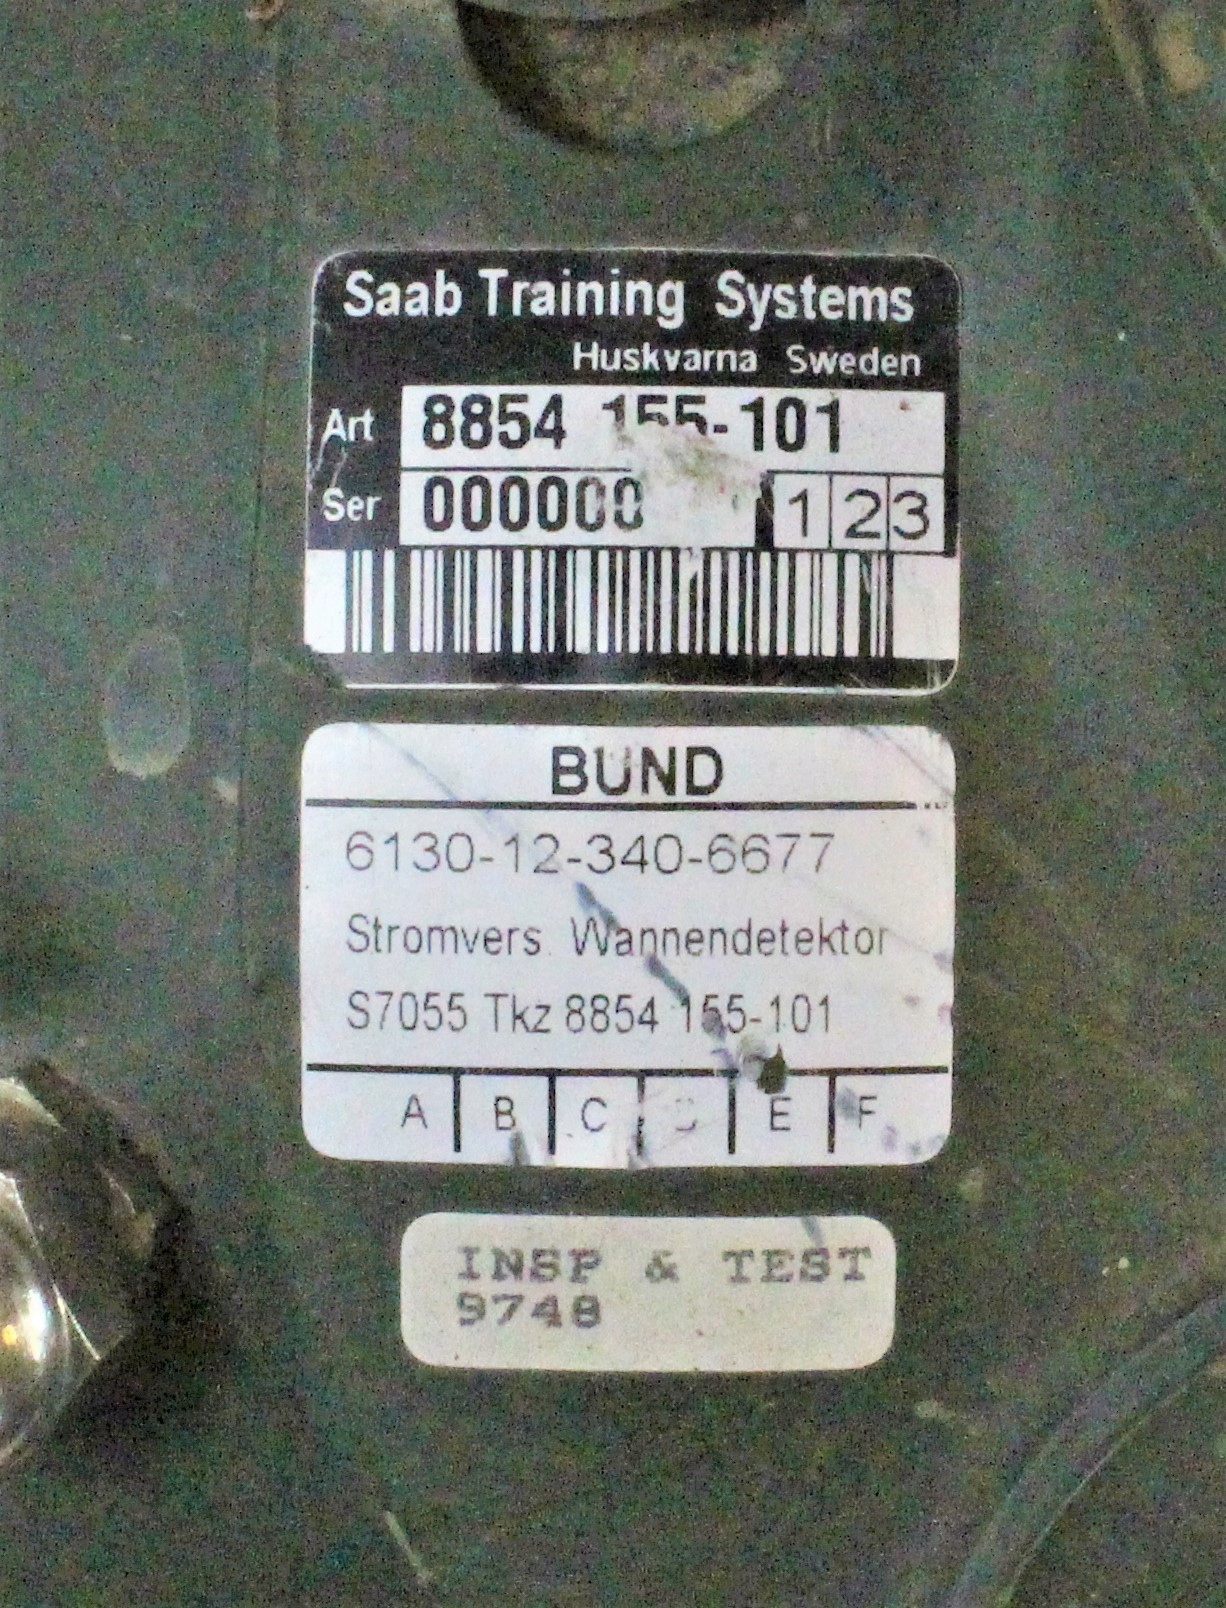 Saab Training Systems
Huskvarna Sweden
Art 8854 155-101
Ser 000000 1 2 3
BUND
6130-12-340-6677
Stromvers. Wannendetektor
S7055 Tkz 8854 155-101
A B C D E F
INSP & TEST
9748